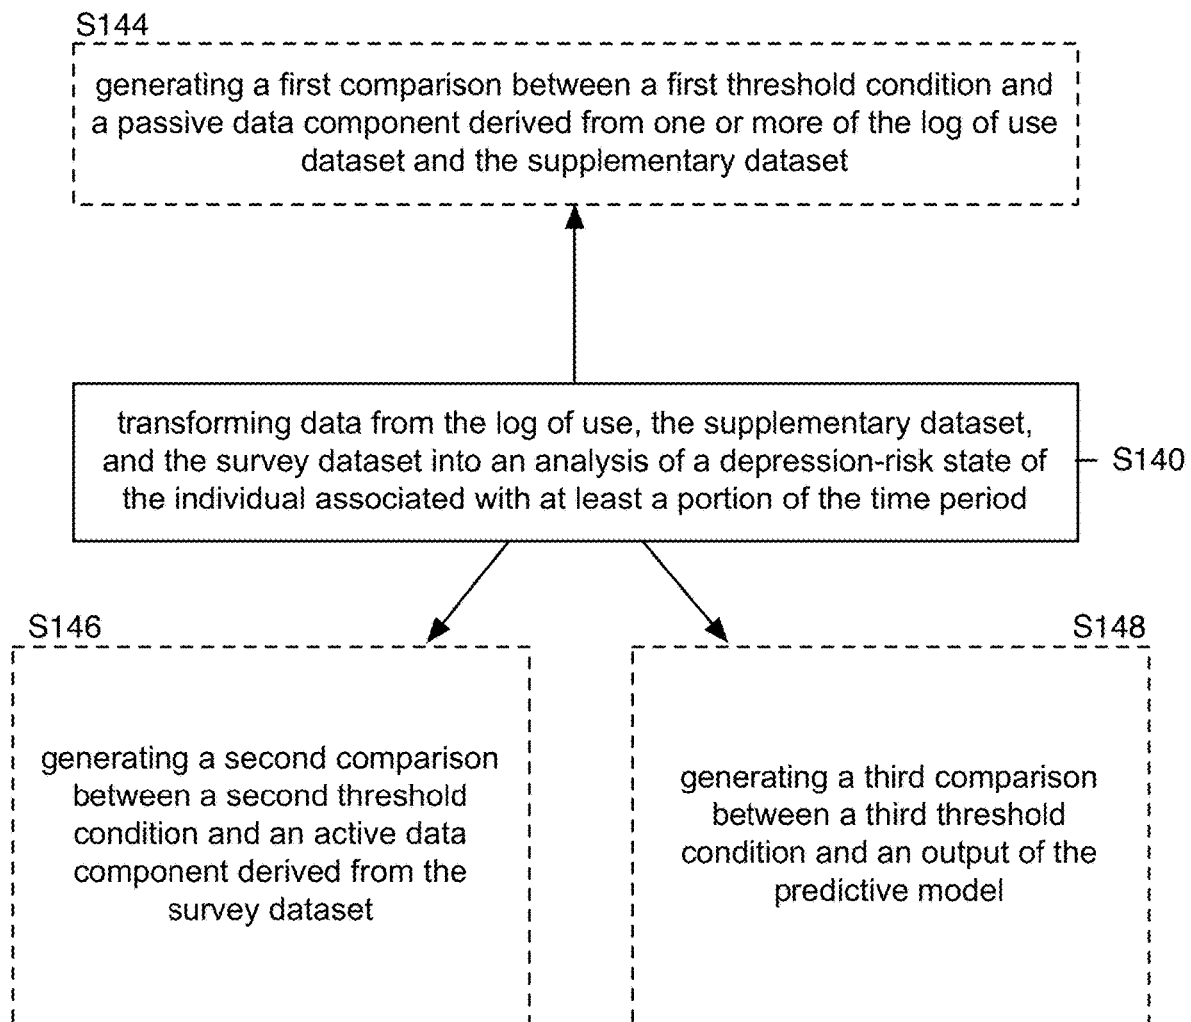 S144
generating a first comparison between a first threshold condition and
a passive data component derived from one or more of the log of use
dataset and the supplementary dataset
transforming data from the log of use, the supplementary dataset,
and the survey dataset into an analysis of a depression-risk state of
the individual associated with at least a portion of the time period
S140
S146
generating a second comparison
between a second threshold
condition and an active data
component derived from the
survey dataset
S148
generating a third comparison
between a third threshold
condition and an output of the
predictive model